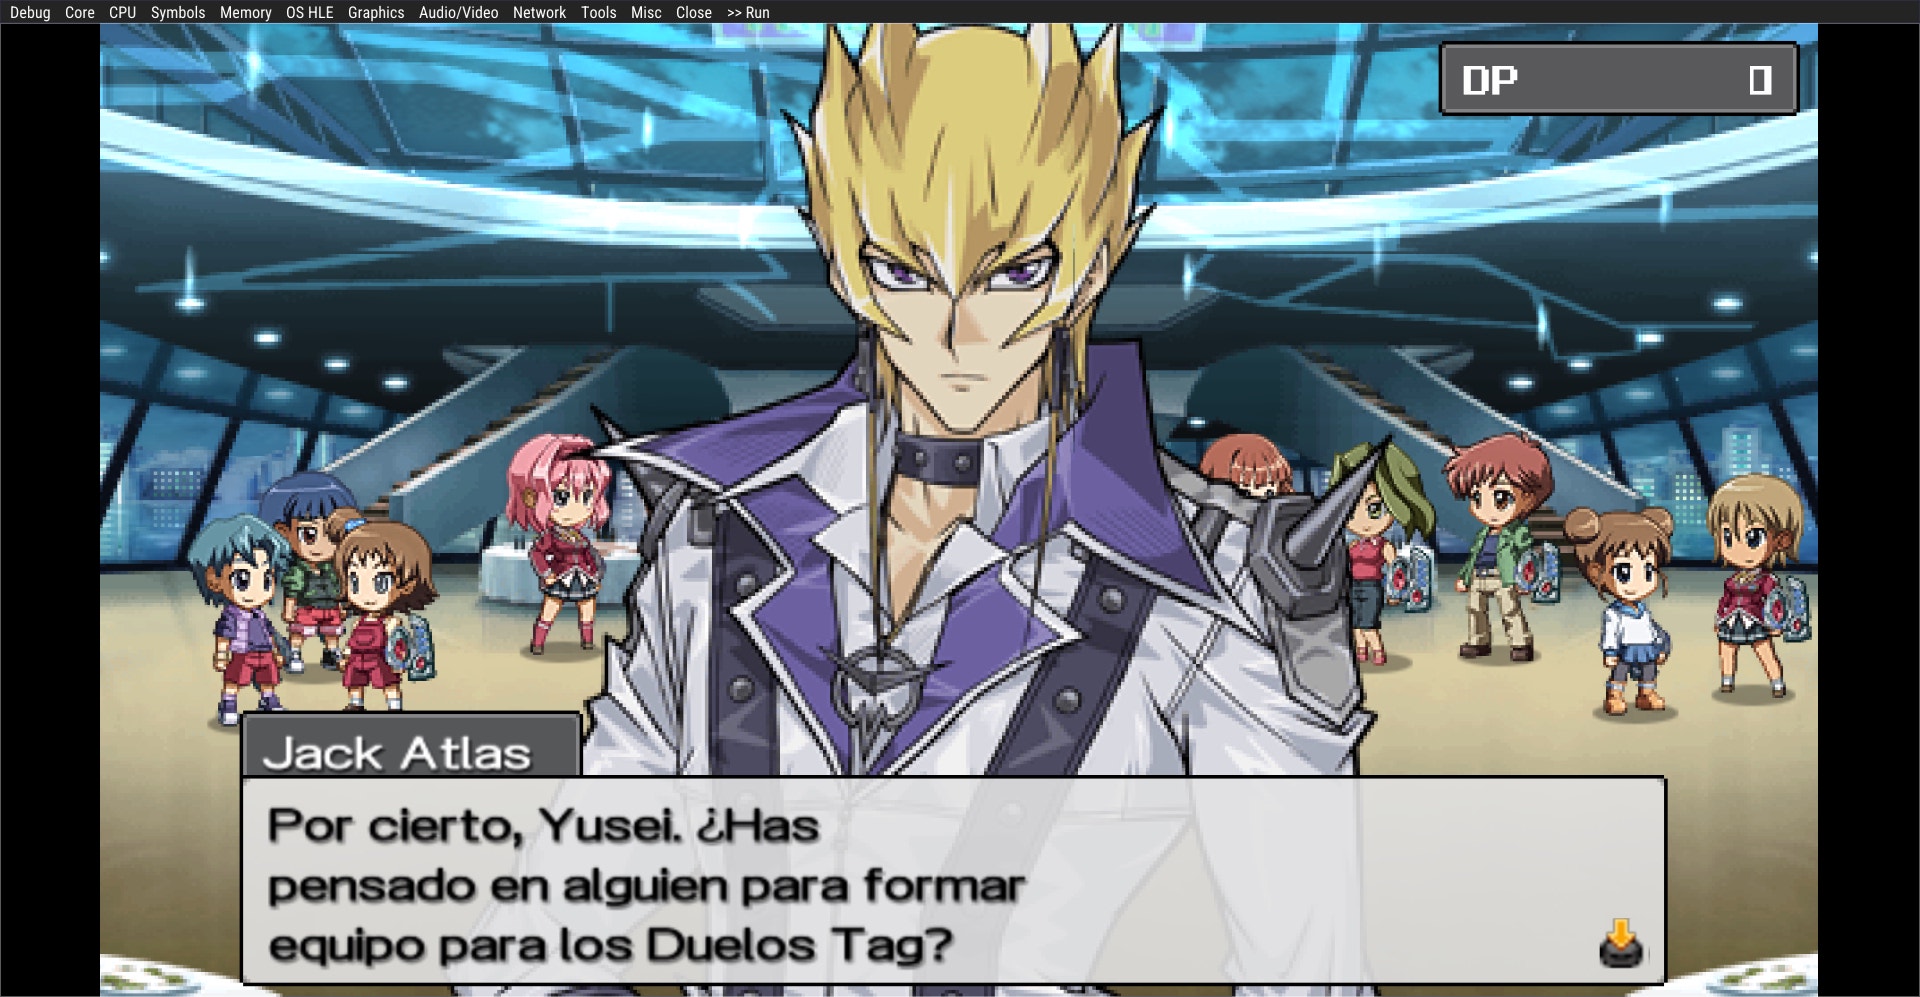 Debug Core CPU Symbols Memory OS HLE Graphics Audio/Video Network Tools Misc Close >> Run
DP 0
Jack Atlas
Por cierto, Yusei. ¿Has
pensado en alguien para formar
equipo para los Duelos Tag?